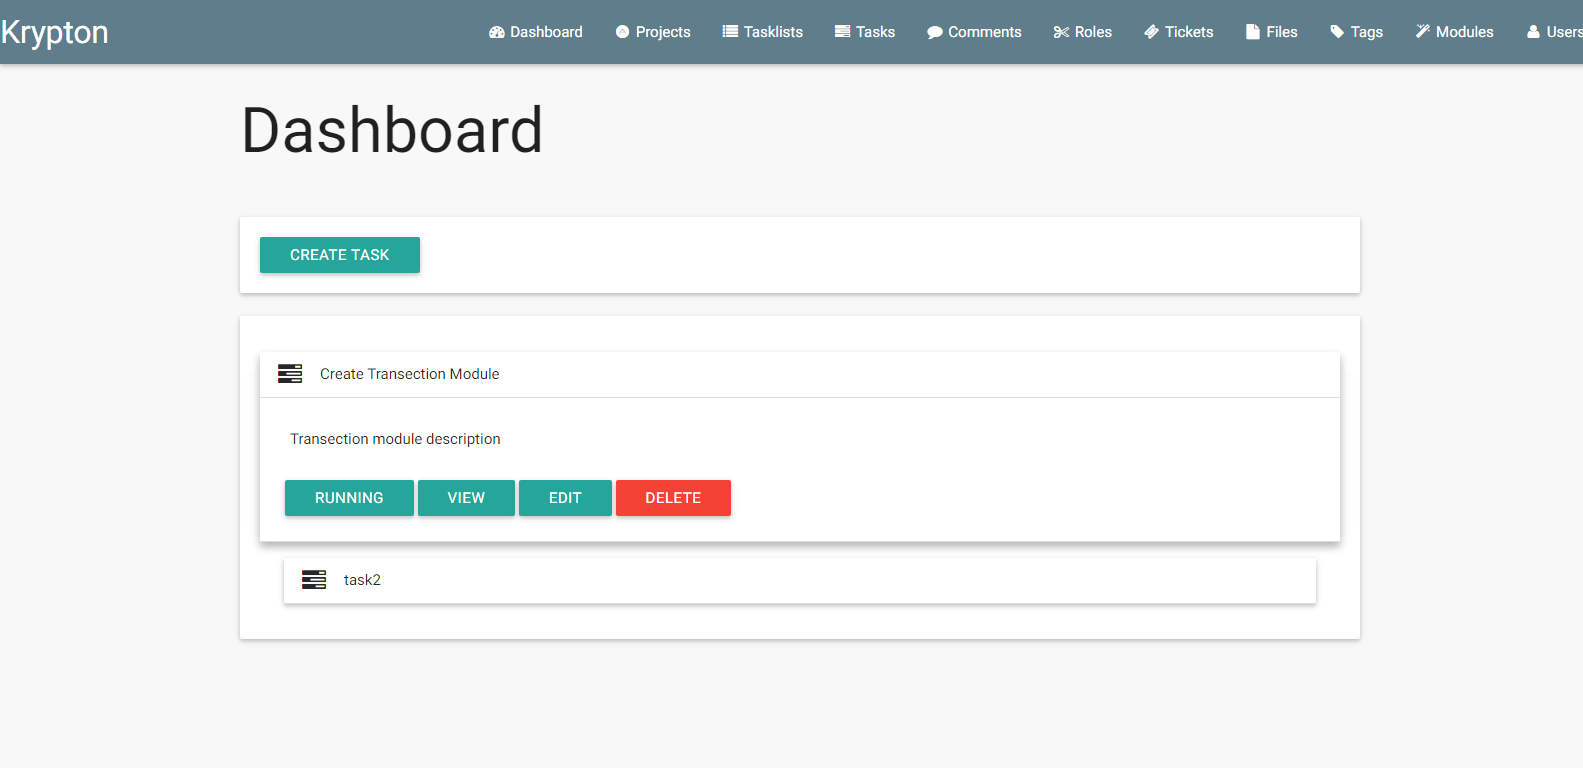 Krypton Dashboard Projects Tasklists Tasks Comments Roles Tickets Files Tags Modules Users
Dashboard
CREATE TASK
Create Transection Module
Transection module description
RUNNING VIEW EDIT DELETE
task2